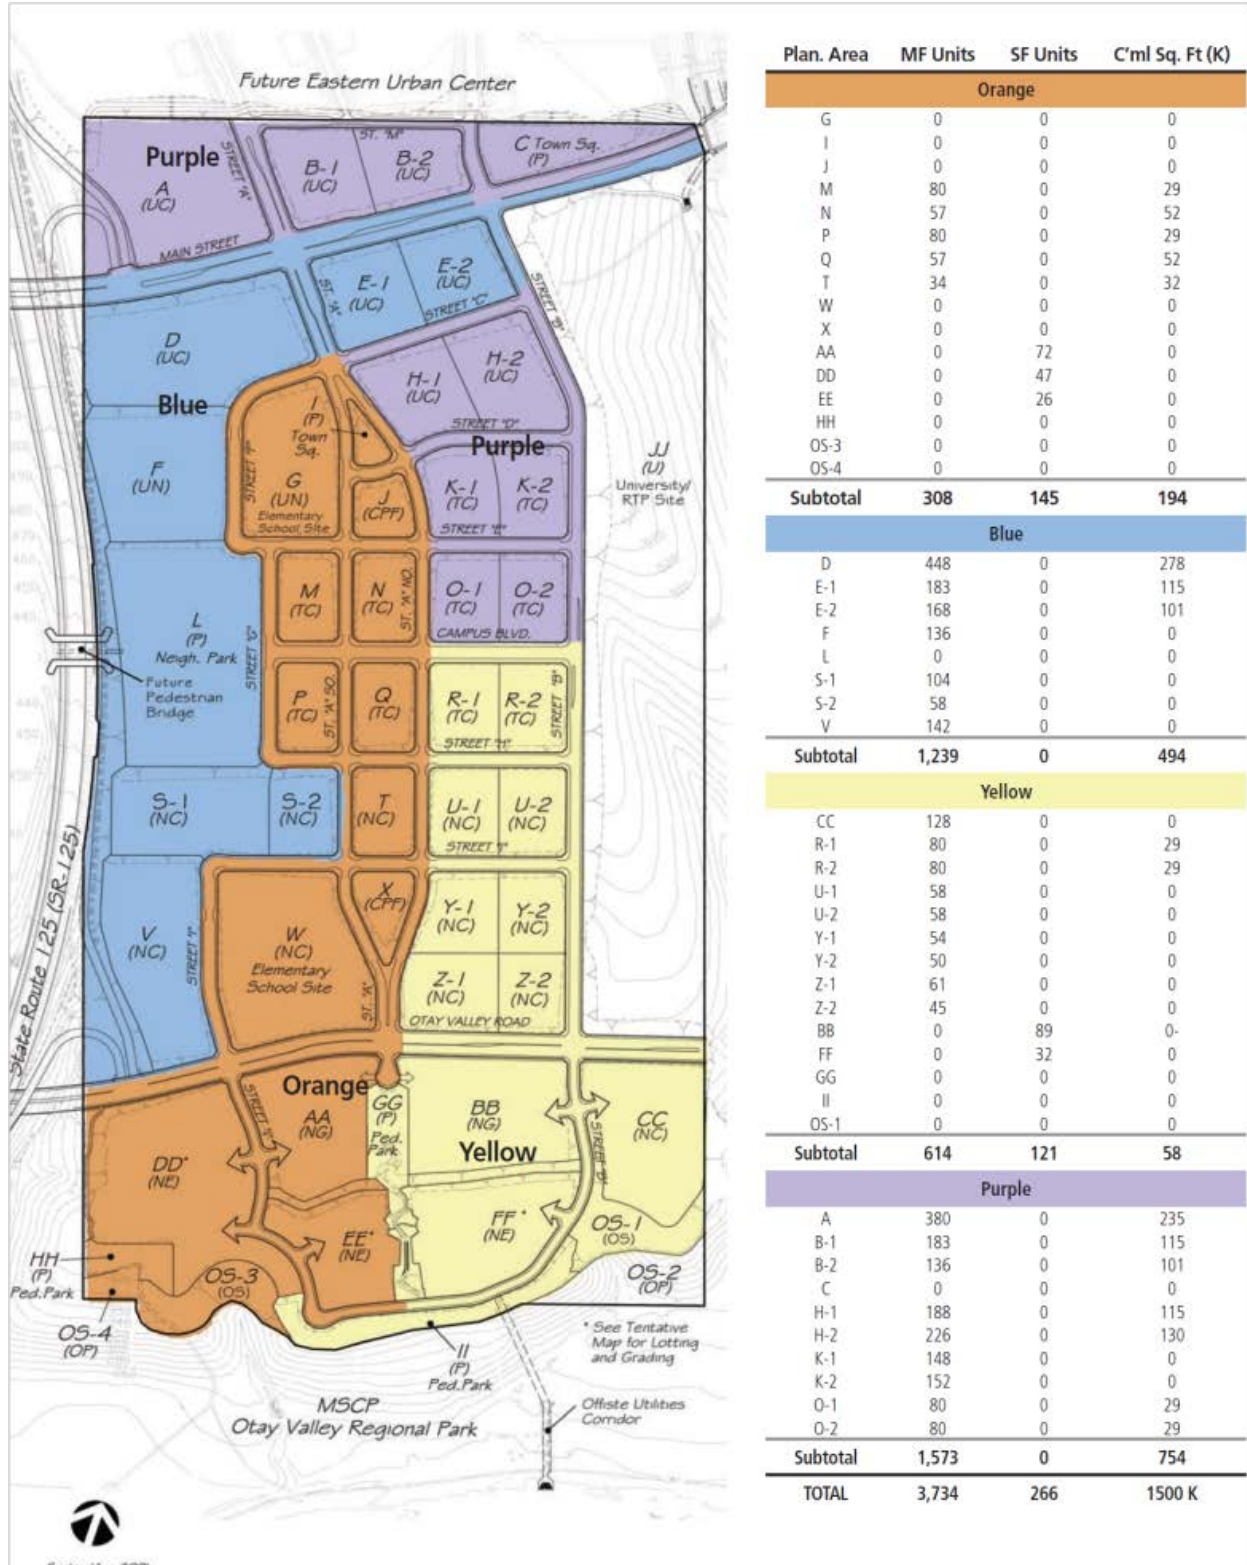 Future Eastern Urban Center
Purple
A
(UC)
STREET "A"
B-1
(UC)
ST. "M"
B-2
(UC)
C Town Sq.
(P)
MAIN STREET
E-1
(UC)
E-2
(UC)
ST. "A"
STREET "C"
STREET "B"
D
(UC)
Blue
H-1
(UC)
H-2
(UC)
STREET "D"
Purple
I
(P)
Town
Sq.
F
(UN)
STREET "F"
G
(UN)
Elementary
School Site
J
(CPF)
K-1
(TC)
K-2
(TC)
STREET "E"
JJ
(U)
University/
RTP Site
L
(P)
Neigh. Park
STREET "G"
M
(TC)
N
(TC)
ST. "A" NO.
O-1
(TC)
O-2
(TC)
CAMPUS BLVD.
Future
Pedestrian
Bridge
P
(TC)
ST. "A" SO.
Q
(TC)
R-1
(TC)
R-2
(TC)
STREET "B"
STREET "H"
S-1
(NC)
S-2
(NC)
T
(NC)
U-1
(NC)
U-2
(NC)
STREET "I"
State Route 125 (SR-125)
V
(NC)
STREET "I"
W
(NC)
Elementary
School Site
X
(CPF)
ST. "A"
Y-1
(NC)
Y-2
(NC)
Z-1
(NC)
Z-2
(NC)
OTAY VALLEY ROAD
Orange
AA
(NG)
GG
(P)
Ped.
Park
BB
(NG)
Yellow
CC
(NC)
STREET "B"
DD*
(NE)
EE*
(NE)
FF *
(NE)
OS-1
(OS)
HH
(P)
Ped.Park
OS-3
(OS)
OS-2
(OP)
OS-4
(OP)
II
(P)
Ped.Park
* See Tentative
Map for Lotting
and Grading
MSCP
Otay Valley Regional Park
Offiste Utilities
Corridor
Plan. Area MF Units SF Units C'ml Sq. Ft (K)
Orange
G 0 0 0
I 0 0 0
J 0 0 0
M 80 0 29
N 57 0 52
P 80 0 29
Q 57 0 52
T 34 0 32
W 0 0 0
X 0 0 0
AA 0 72 0
DD 0 47 0
EE 0 26 0
HH 0 0 0
OS-3 0 0 0
OS-4 0 0 0
Subtotal 308 145 194
Blue
D 448 0 278
E-1 183 0 115
E-2 168 0 101
F 136 0 0
L 0 0 0
S-1 104 0 0
S-2 58 0 0
V 142 0 0
Subtotal 1,239 0 494
Yellow
CC 128 0 0
R-1 80 0 29
R-2 80 0 29
U-1 58 0 0
U-2 58 0 0
Y-1 54 0 0
Y-2 50 0 0
Z-1 61 0 0
Z-2 45 0 0
BB 0 89 0-
FF 0 32 0
GG 0 0 0
II 0 0 0
OS-1 0 0 0
Subtotal 614 121 58
Purple
A 380 0 235
B-1 183 0 115
B-2 136 0 101
C 0 0 0
H-1 188 0 115
H-2 226 0 130
K-1 148 0 0
K-2 152 0 0
O-1 80 0 29
O-2 80 0 29
Subtotal 1,573 0 754
TOTAL 3,734 266 1500 K